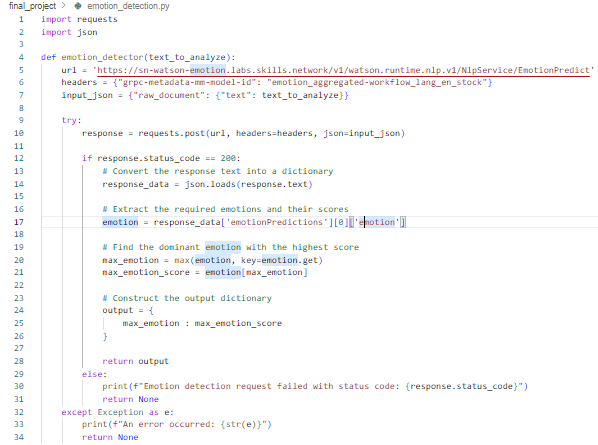 final_project > emotion_detection.py
1 import requests
2 import json
3
4 def emotion_detector(text_to_analyze):
5     url = 'https://sn-watson-emotion.labs.skills.network/v1/watson.runtime.nlp.v1/NlpService/EmotionPredict'
6     headers = {"grpc-metadata-mm-model-id": "emotion_aggregated-workflow_lang_en_stock"}
7     input_json = {"raw_document": {"text": text_to_analyze}}
8
9     try:
10         response = requests.post(url, headers=headers, json=input_json)
11
12         if response.status_code == 200:
13             # Convert the response text into a dictionary
14             response_data = json.loads(response.text)
15
16             # Extract the required emotions and their scores
17             emotion = response_data['emotionPredictions'][0]['emotion']
18
19             # Find the dominant emotion with the highest score
20             max_emotion = max(emotion, key=emotion.get)
21             max_emotion_score = emotion[max_emotion]
22
23             # Construct the output dictionary
24             output = {
25                 max_emotion : max_emotion_score
26             }
27
28             return output
29         else:
30             print(f"Emotion detection request failed with status code: {response.status_code}")
31             return None
32     except Exception as e:
33         print(f"An error occurred: {str(e)}")
34         return None